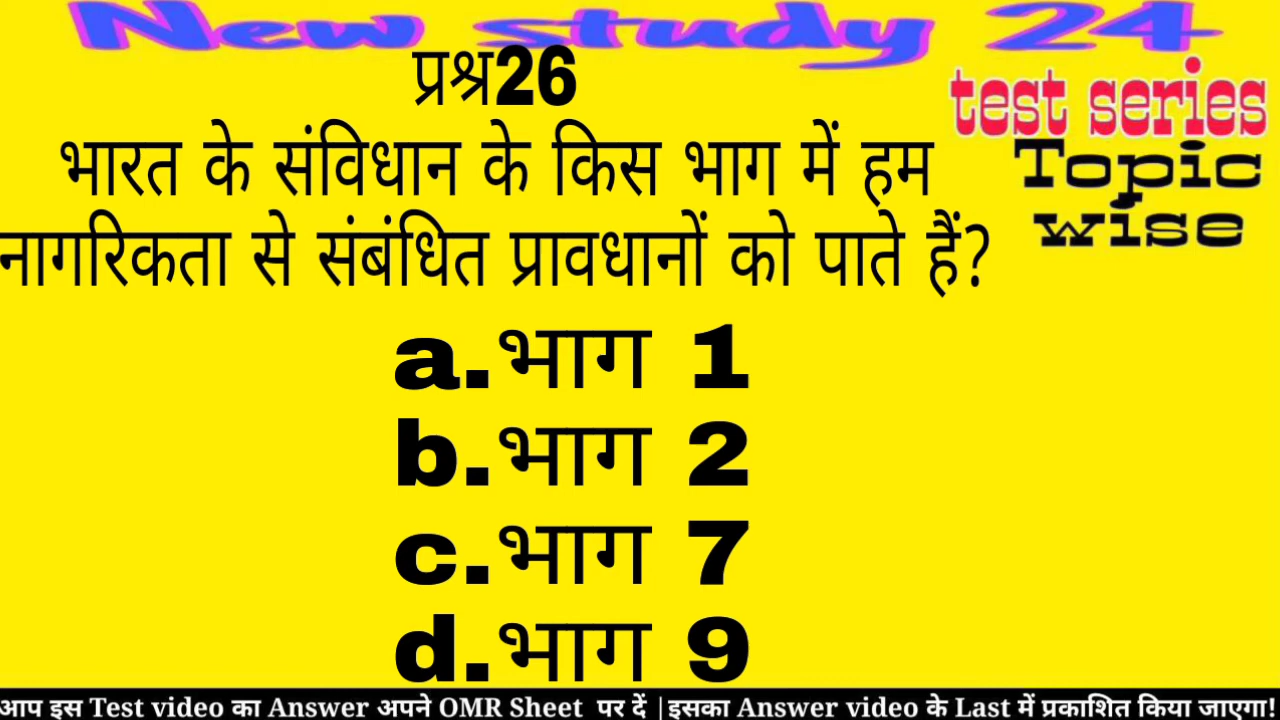 New study 24
test series
Topic
wise
प्रश्न26
भारत के संविधान के किस भाग में हम
नागरिकता से संबंधित प्रावधानों को पाते हैं?
a.भाग 1
b.भाग 2
c.भाग 7
d.भाग 9
आप इस Test video का Answer अपने OMR Sheet पर दें |इसका Answer video के Last में प्रकाशित किया जाएगा!